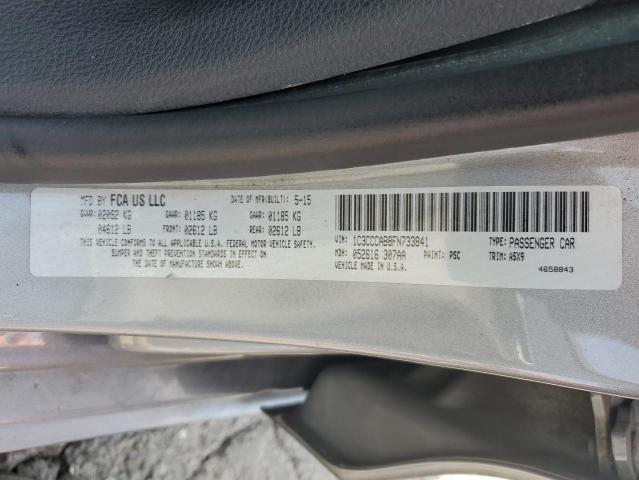 MFD BY FCA US LLC DATE OF MFR(BUILT): 5-15
GVWR: 02092 KG GAWR: 01185 KG GAWR: 01185 KG
04612 LB FRONT: 02612 LB REAR: 02612 LB
THIS VEHICLE CONFORMS TO ALL APPLICABLE U.S.A. FEDERAL MOTOR VEHICLE SAFETY,
BUMPER AND THEFT PREVENTION STANDARDS IN EFFECT ON
THE DATE OF MANUFACTURE SHOWN ABOVE.
VIN: 1C3CCCAB8FN733841 TYPE: PASSENGER CAR
MDH: 052616 307AA PAINT: PSC TRIM: A5X9
VEHICLE MADE IN U.S.A. 4658843